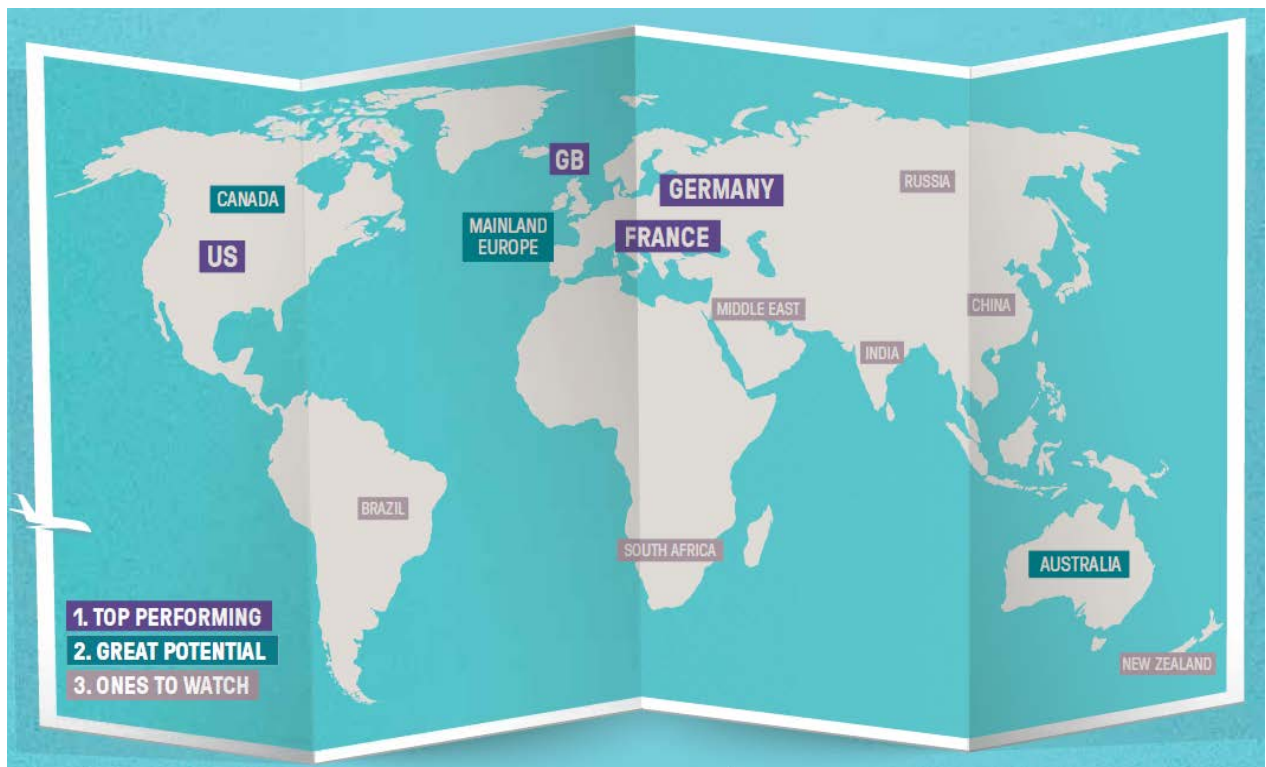 GB
GERMANY
RUSSIA
CANADA
MAINLAND
EUROPE
FRANCE
US
MIDDLE EAST
CHINA
INDIA
BRAZIL
SOUTH AFRICA
AUSTRALIA
NEW ZEALAND
1. TOP PERFORMING
2. GREAT POTENTIAL
3. ONES TO WATCH